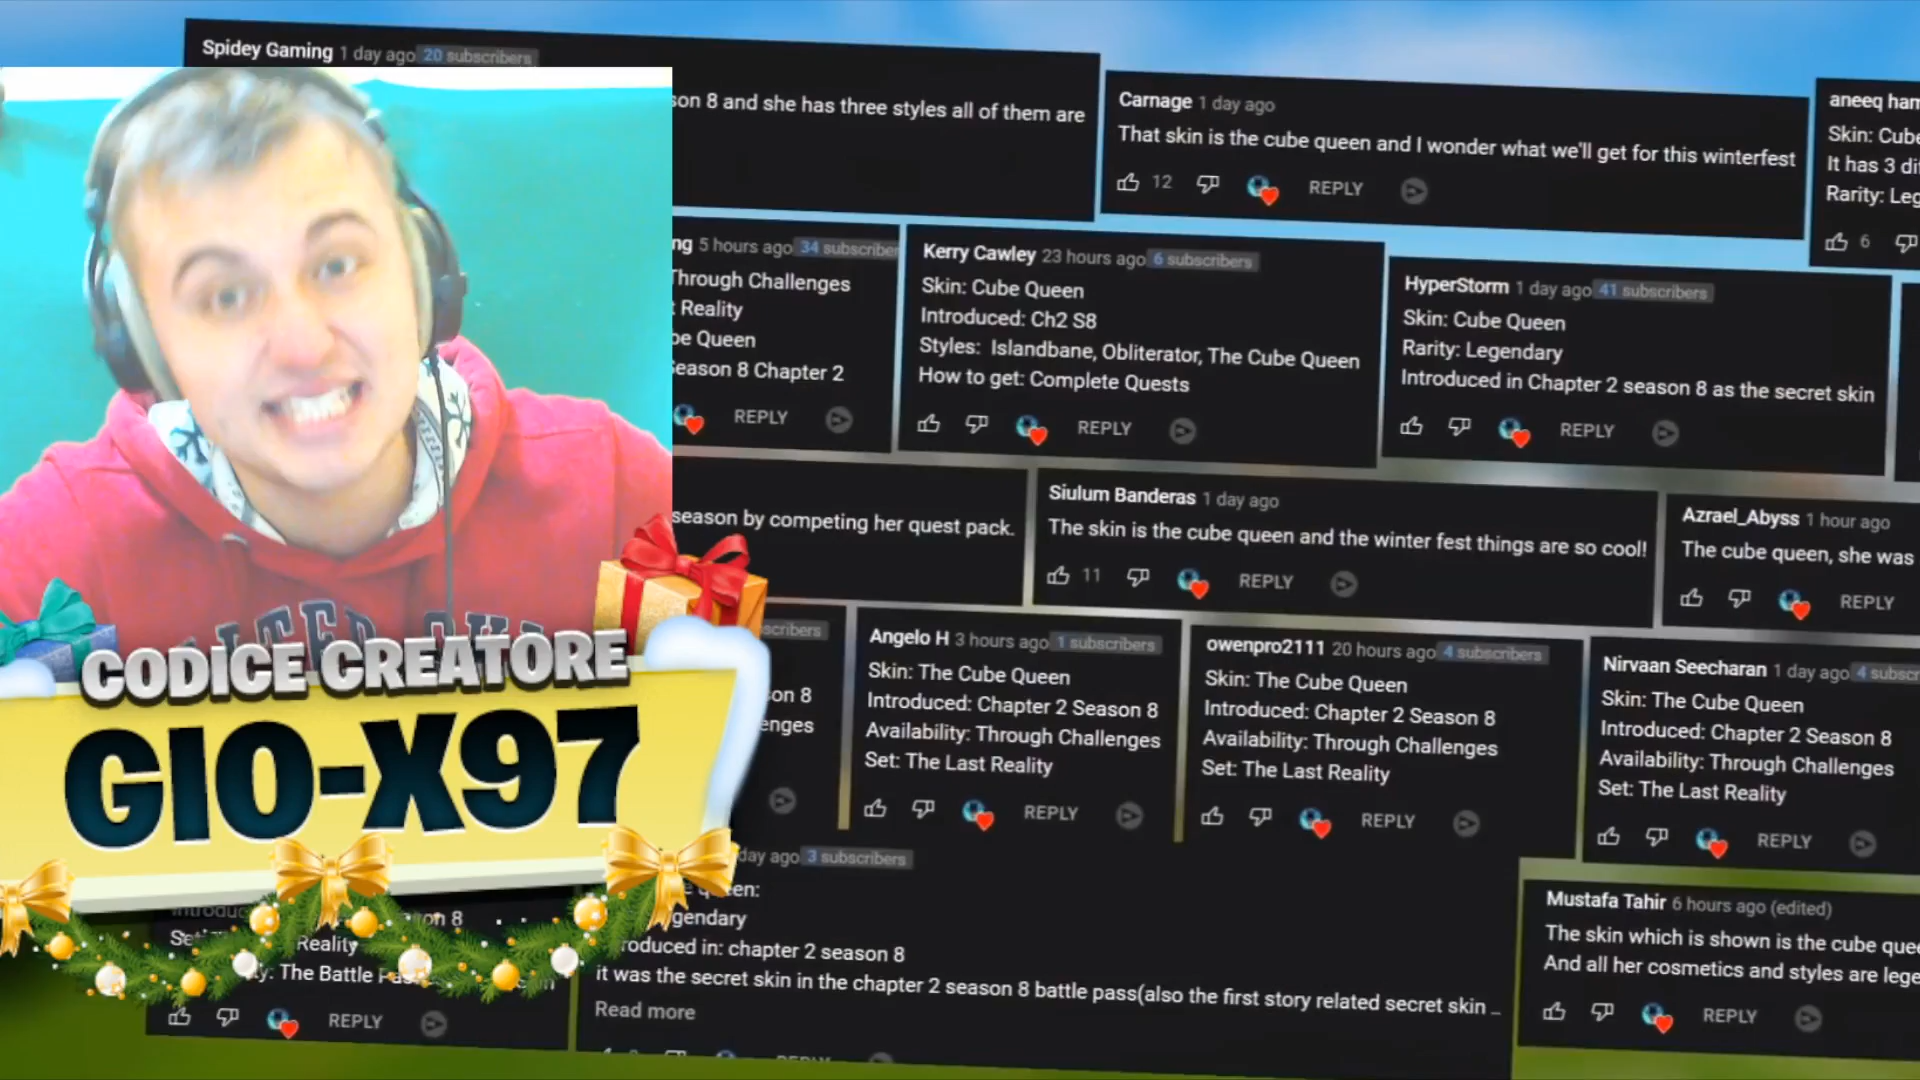 Spidey Gaming 1 day ago 20 subscribers
son 8 and she has three styles all of them are
Carnage 1 day ago
That skin is the cube queen and I wonder what we'll get for this winterfest
12 REPLY
aneeq
Skin: Cube
It has 3
Rarity:
6
5 hours ago 34
Through Challenges
Reality
Queen
Season 8 Chapter 2
REPLY
Kerry Cawley 23 hours ago 6 subscribers
Skin: Cube Queen
Introduced: Ch2 S8
Styles: Islandbane, Obliterator, The Cube Queen
How to get: Complete Quests
REPLY
HyperStorm 1 day ago 41 subscribers
Skin: Cube Queen
Rarity: Legendary
Introduced in Chapter 2 season 8 as the secret skin
REPLY
season by competing her quest pack.
Siulum Banderas 1 day ago
The skin is the cube queen and the winter fest things are so cool!
11 REPLY
Azrael_Abyss 1 hour ago
The cube queen, she was
REPLY
on 8
Angelo H 3 hours ago 1 subscribers
Skin: The Cube Queen
Introduced: Chapter 2 Season 8
Availability: Through Challenges
Set: The Last Reality
REPLY
owenpro2111 20 hours ago 4 subscribers
Skin: The Cube Queen
Introduced: Chapter 2 Season 8
Availability: Through Challenges
Set: The Last Reality
REPLY
Nirvaan Seecharan 1 day ago 4
Skin: The Cube Queen
Introduced: Chapter 2 Season 8
Availability: Through Challenges
Set: The Last Reality
REPLY
CODICE CREATORE
GIO-X97
8
Reality
The Battle
REPLY
day ago 3 subscribers
queen:
in: chapter 2 season 8
it was the secret skin in the chapter 2 season 8 battle pass(also the first story related secret skin ...
Read more
REPLY
Mustafa Tahir 6 hours ago (edited)
The skin which is shown is the cube
And all her cosmetics and styles are
REPLY